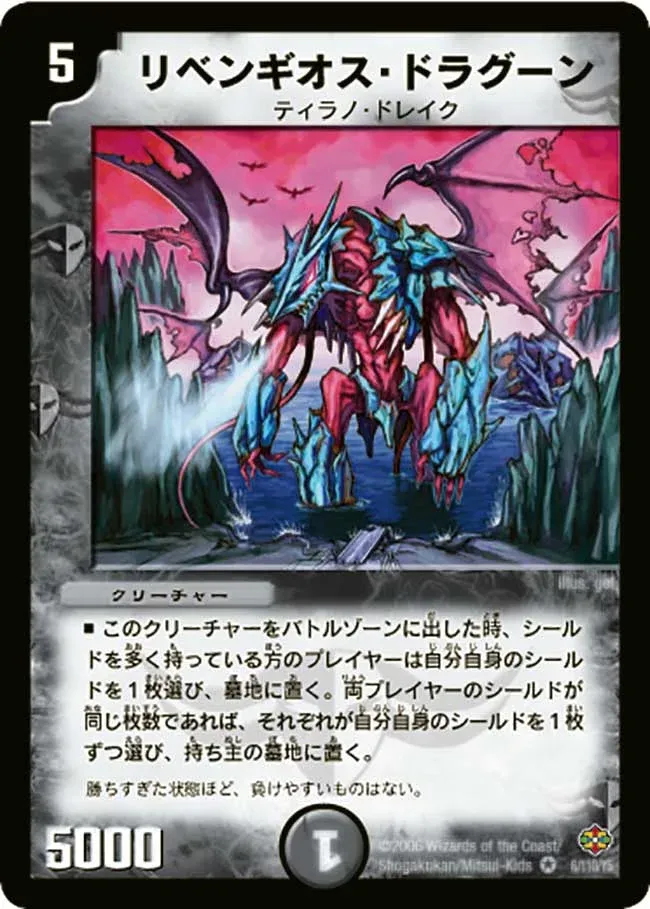 5
リベンギオス・ドラグーン
ティラノ・ドレイク
illus. gel
クリーチャー
■ このクリーチャーをバトルゾーンに出した時、シール
ドを多く持っている方のプレイヤーは自分自身のシール
ドを1枚選び、墓地に置く。両プレイヤーのシールドが
同じ枚数であれば、それぞれが自分自身のシールドを1枚
ずつ選び、持ち主の墓地に置く。
勝ちすぎた状態ほど、負けやすいものはない。
5000
1
©2006 Wizards of the Coast/
Shogakukan/Mitsui-Kids
6/110/Y5